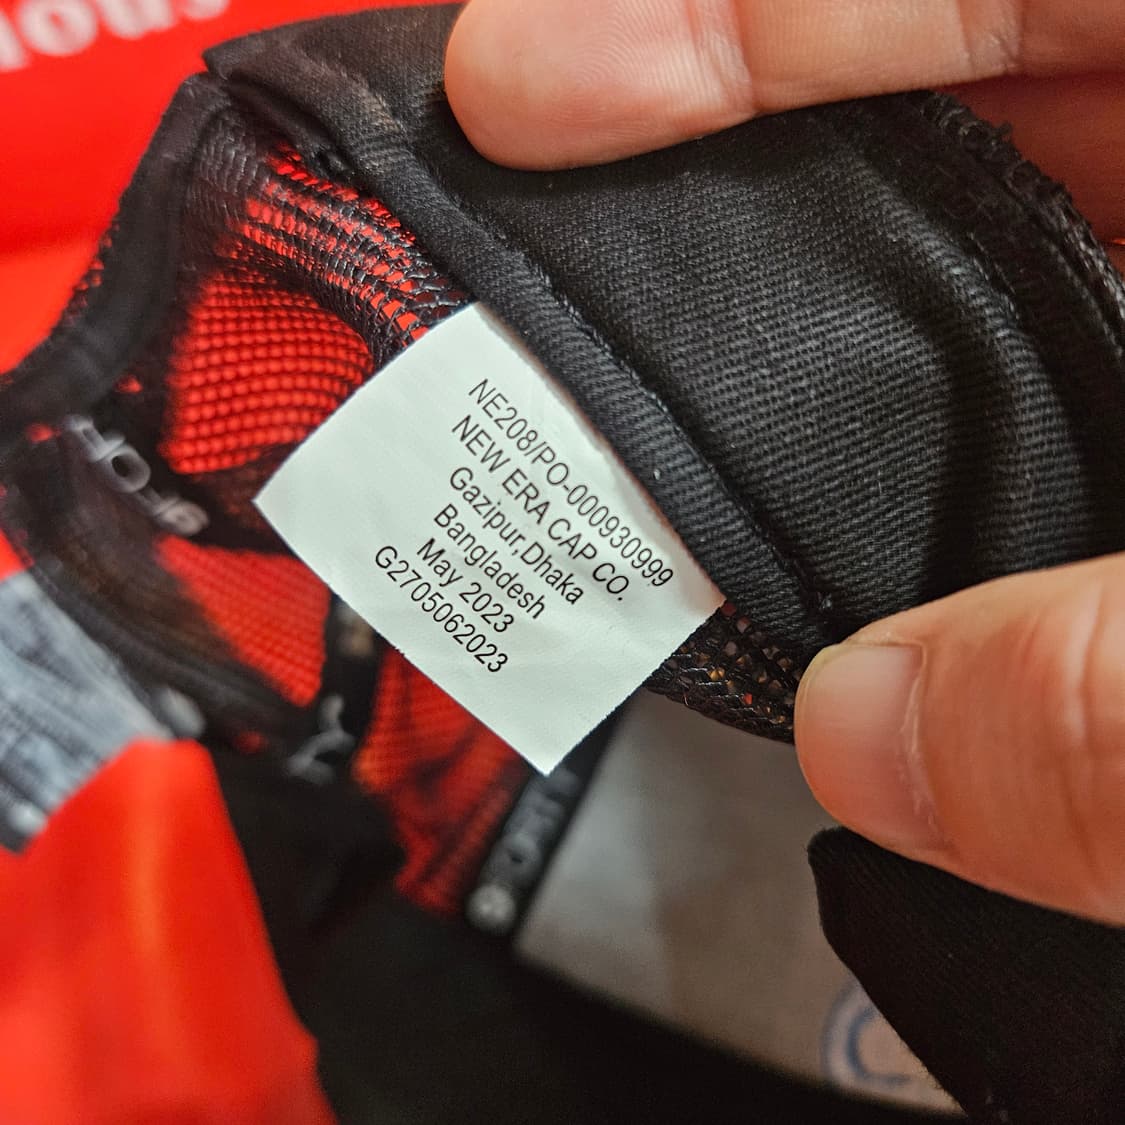 NE208/PO-000930999
NEW ERA CAP CO.
Gazipur,Dhaka
Bangladesh
May 2023
G2705062023